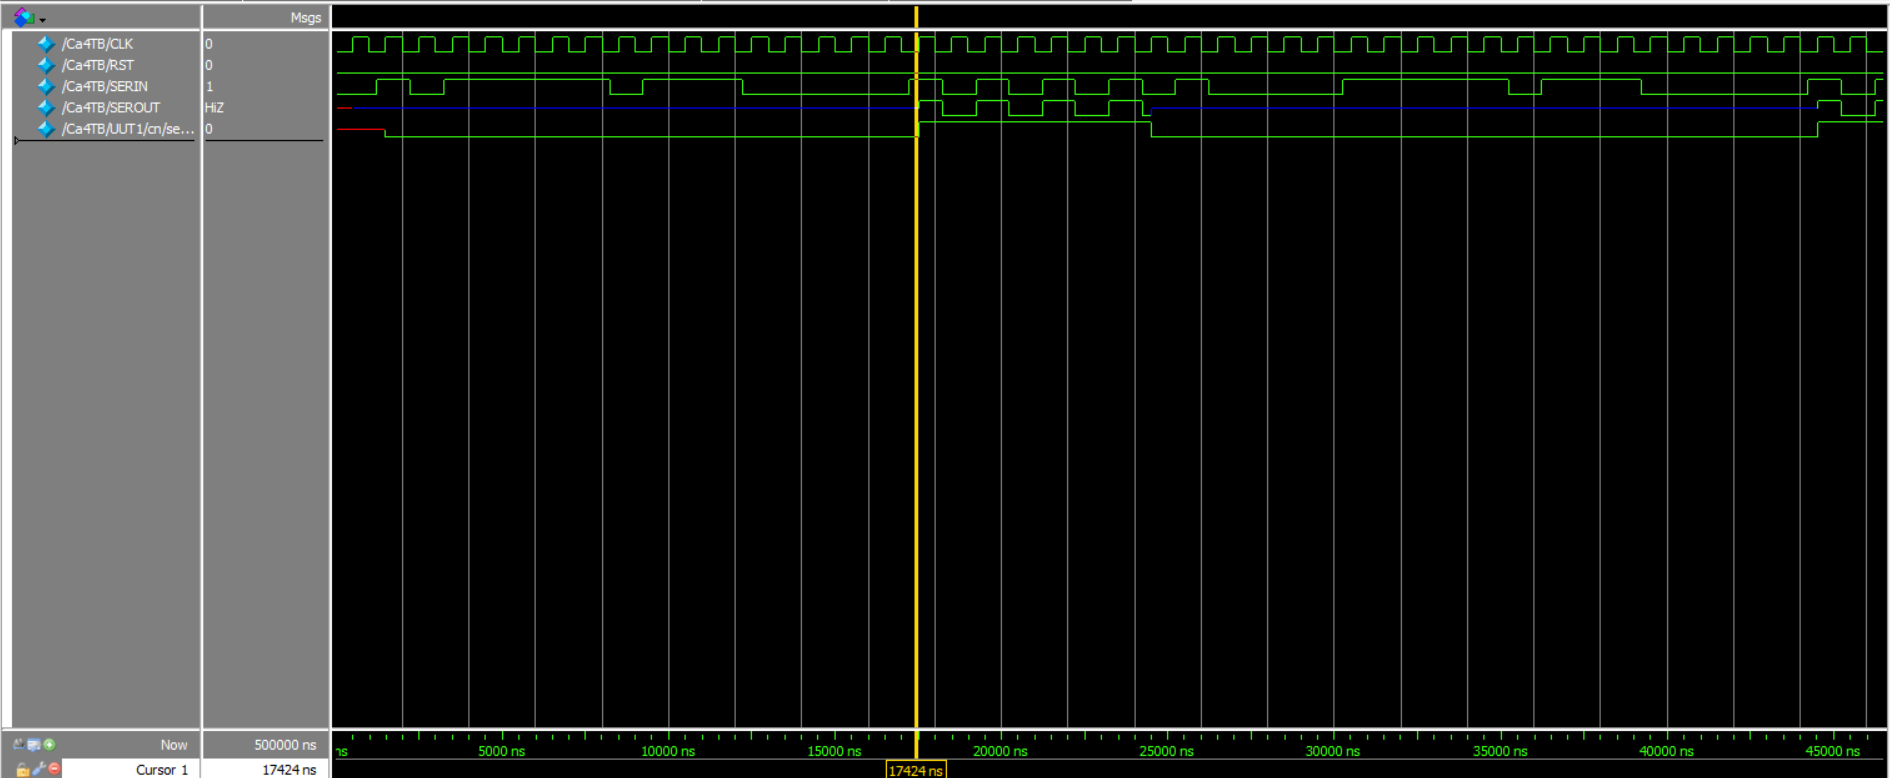 Msgs
/Ca4TB/CLK 0
/Ca4TB/RST 0
/Ca4TB/SERIN 1
/Ca4TB/SEROUT HiZ
/Ca4TB/UUT1/cn/se... 0
Now 500000 ns ns 5000 ns 10000 ns 15000 ns 20000 ns 25000 ns 30000 ns 35000 ns 40000 ns 45000 ns
Cursor 1 17424 ns 17424 ns